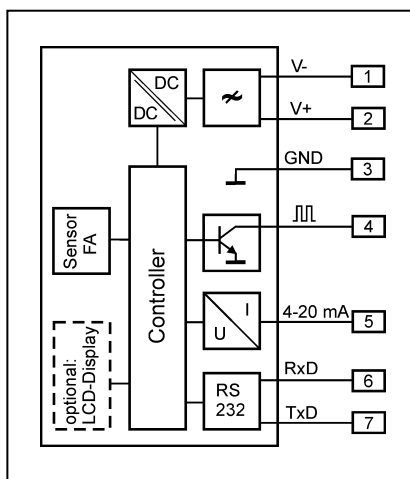 V-
1
DC
DC
V+
2
GND
3
4
Sensor
FA
Controller
I
U
4-20 mA
5
optional:
LCD-Display
RS
232
RxD
6
TxD
7